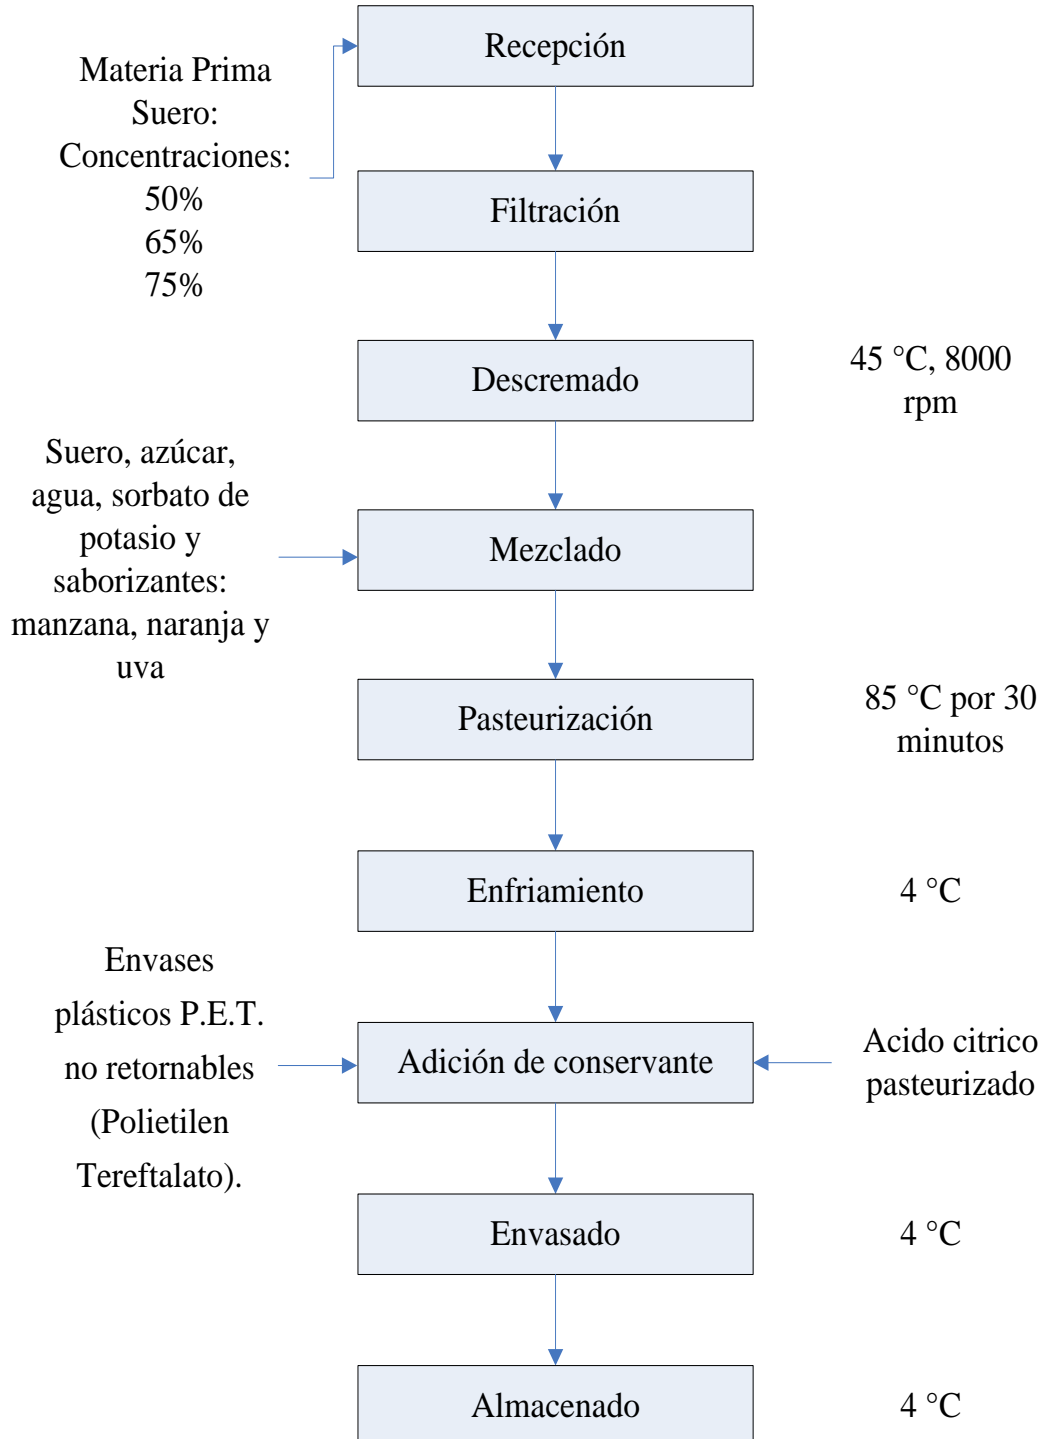 Recepción
Materia Prima
Suero:
Concentraciones:
50%
65%
75%
Filtración
Descremado
45 °C, 8000
rpm
Suero, azúcar,
agua, sorbato de
potasio y
saborizantes:
manzana, naranja y
uva
Mezclado
Pasteurización
85 °C por 30
minutos
Enfriamiento
4 °C
Envases
plásticos P.E.T.
no retornables
(Polietilen
Tereftalato).
Adición de conservante
Acido citrico
pasteurizado
Envasado
4 °C
Almacenado
4 °C